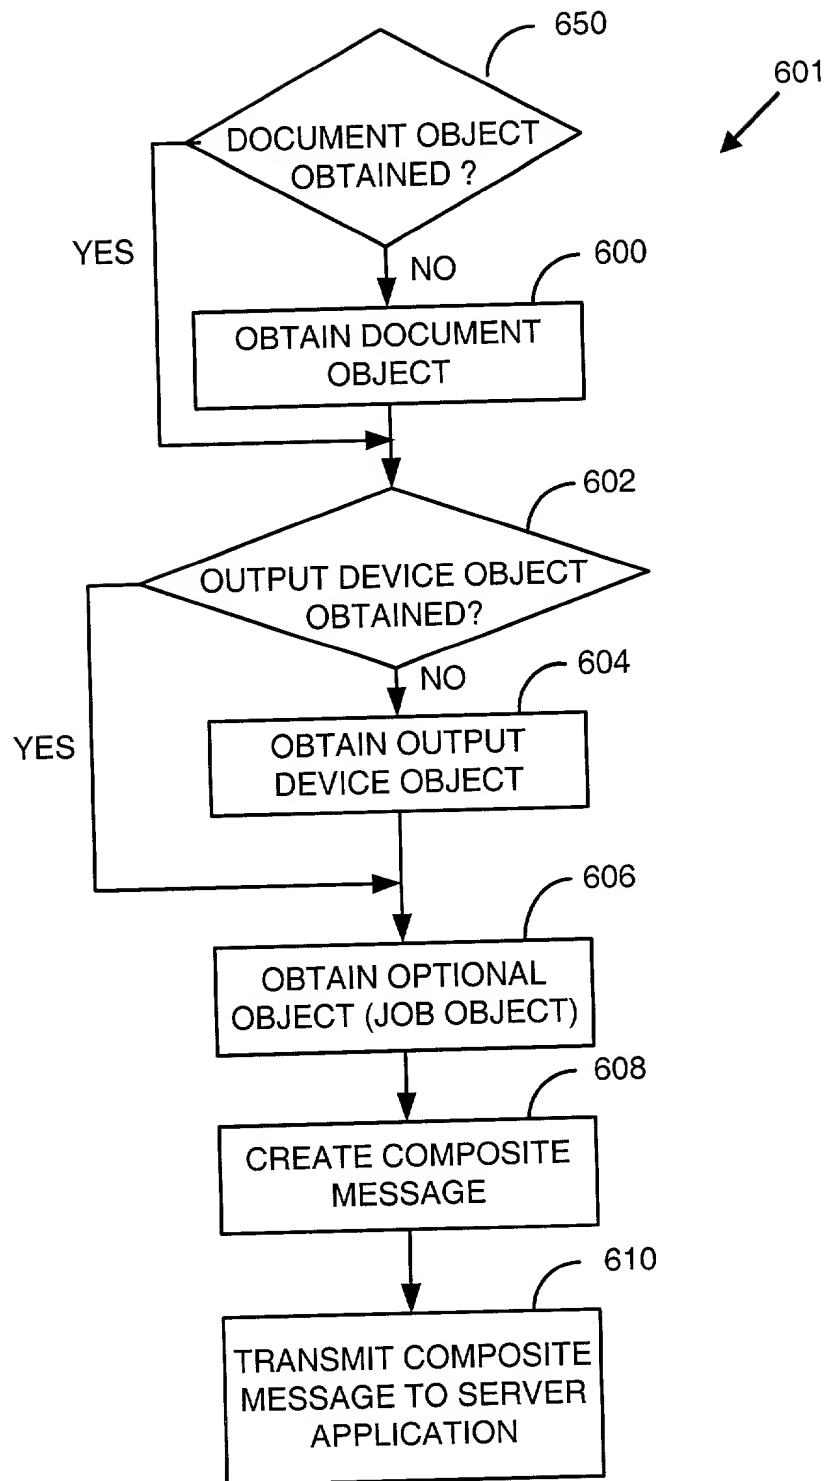 650
601
DOCUMENT OBJECT
OBTAINED ?
YES
NO
600
OBTAIN DOCUMENT
OBJECT
602
OUTPUT DEVICE OBJECT
OBTAINED?
NO
604
YES
OBTAIN OUTPUT
DEVICE OBJECT
606
OBTAIN OPTIONAL
OBJECT (JOB OBJECT)
608
CREATE COMPOSITE
MESSAGE
610
TRANSMIT COMPOSITE
MESSAGE TO SERVER
APPLICATION